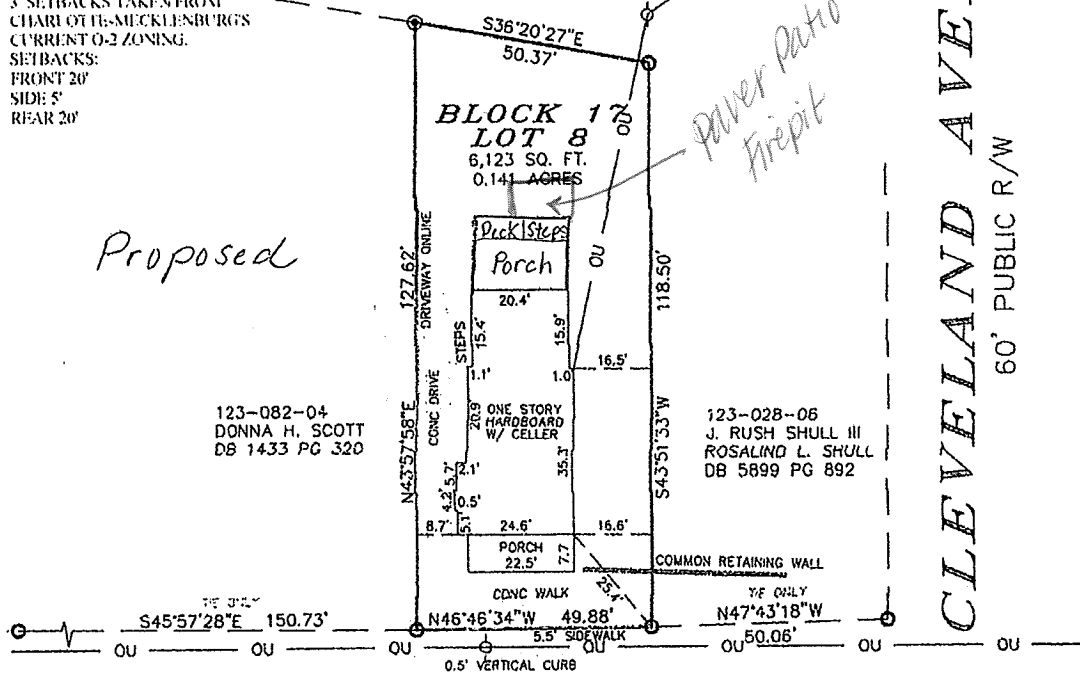 3 SETBACKS TAKEN FROM
CHARLOTTE-MECKLENBURG'S
CURRENT O-2 ZONING.
SETBACKS:
FRONT 20'
SIDE 5'
REAR 20'
S36°20'27"E
50.37'
Paver Patio
Firepit
BLOCK 17
LOT 8
6,123 SQ. FT.
0.141 ACRES
OU
OU
Proposed
Deck|Steps
Porch
20.4'
127.62'
DRIVEWAY ONLINE
118.50'
STEPS
15.4'
15.9'
16.5'
1.1'
1.0
CONC DRIVE
20.9
ONE STORY
HARDBOARD
W/ CELLER
35.3'
N43°57'58"E
S43°51'33"W
123-082-04
DONNA H. SCOTT
DB 1433 PG 320
123-028-06
J. RUSH SHULL III
ROSALIND L. SHULL
DB 5899 PG 892
CLEVELAND AVE.
60' PUBLIC R/W
2.1'
5.7'
4.2'
0.5'
5.1'
8.7'
24.6'
16.6'
PORCH
22.5'
7.7
25.4'
COMMON RETAINING WALL
CONC WALK
TIE ONLY
S45°57'28"E 150.73'
N46°46'34"W 49.88'
TIE ONLY
N47°43'18"W
50.06'
5.5' SIDEWALK
OU OU OU OU OU OU
0.5' VERTICAL CURB